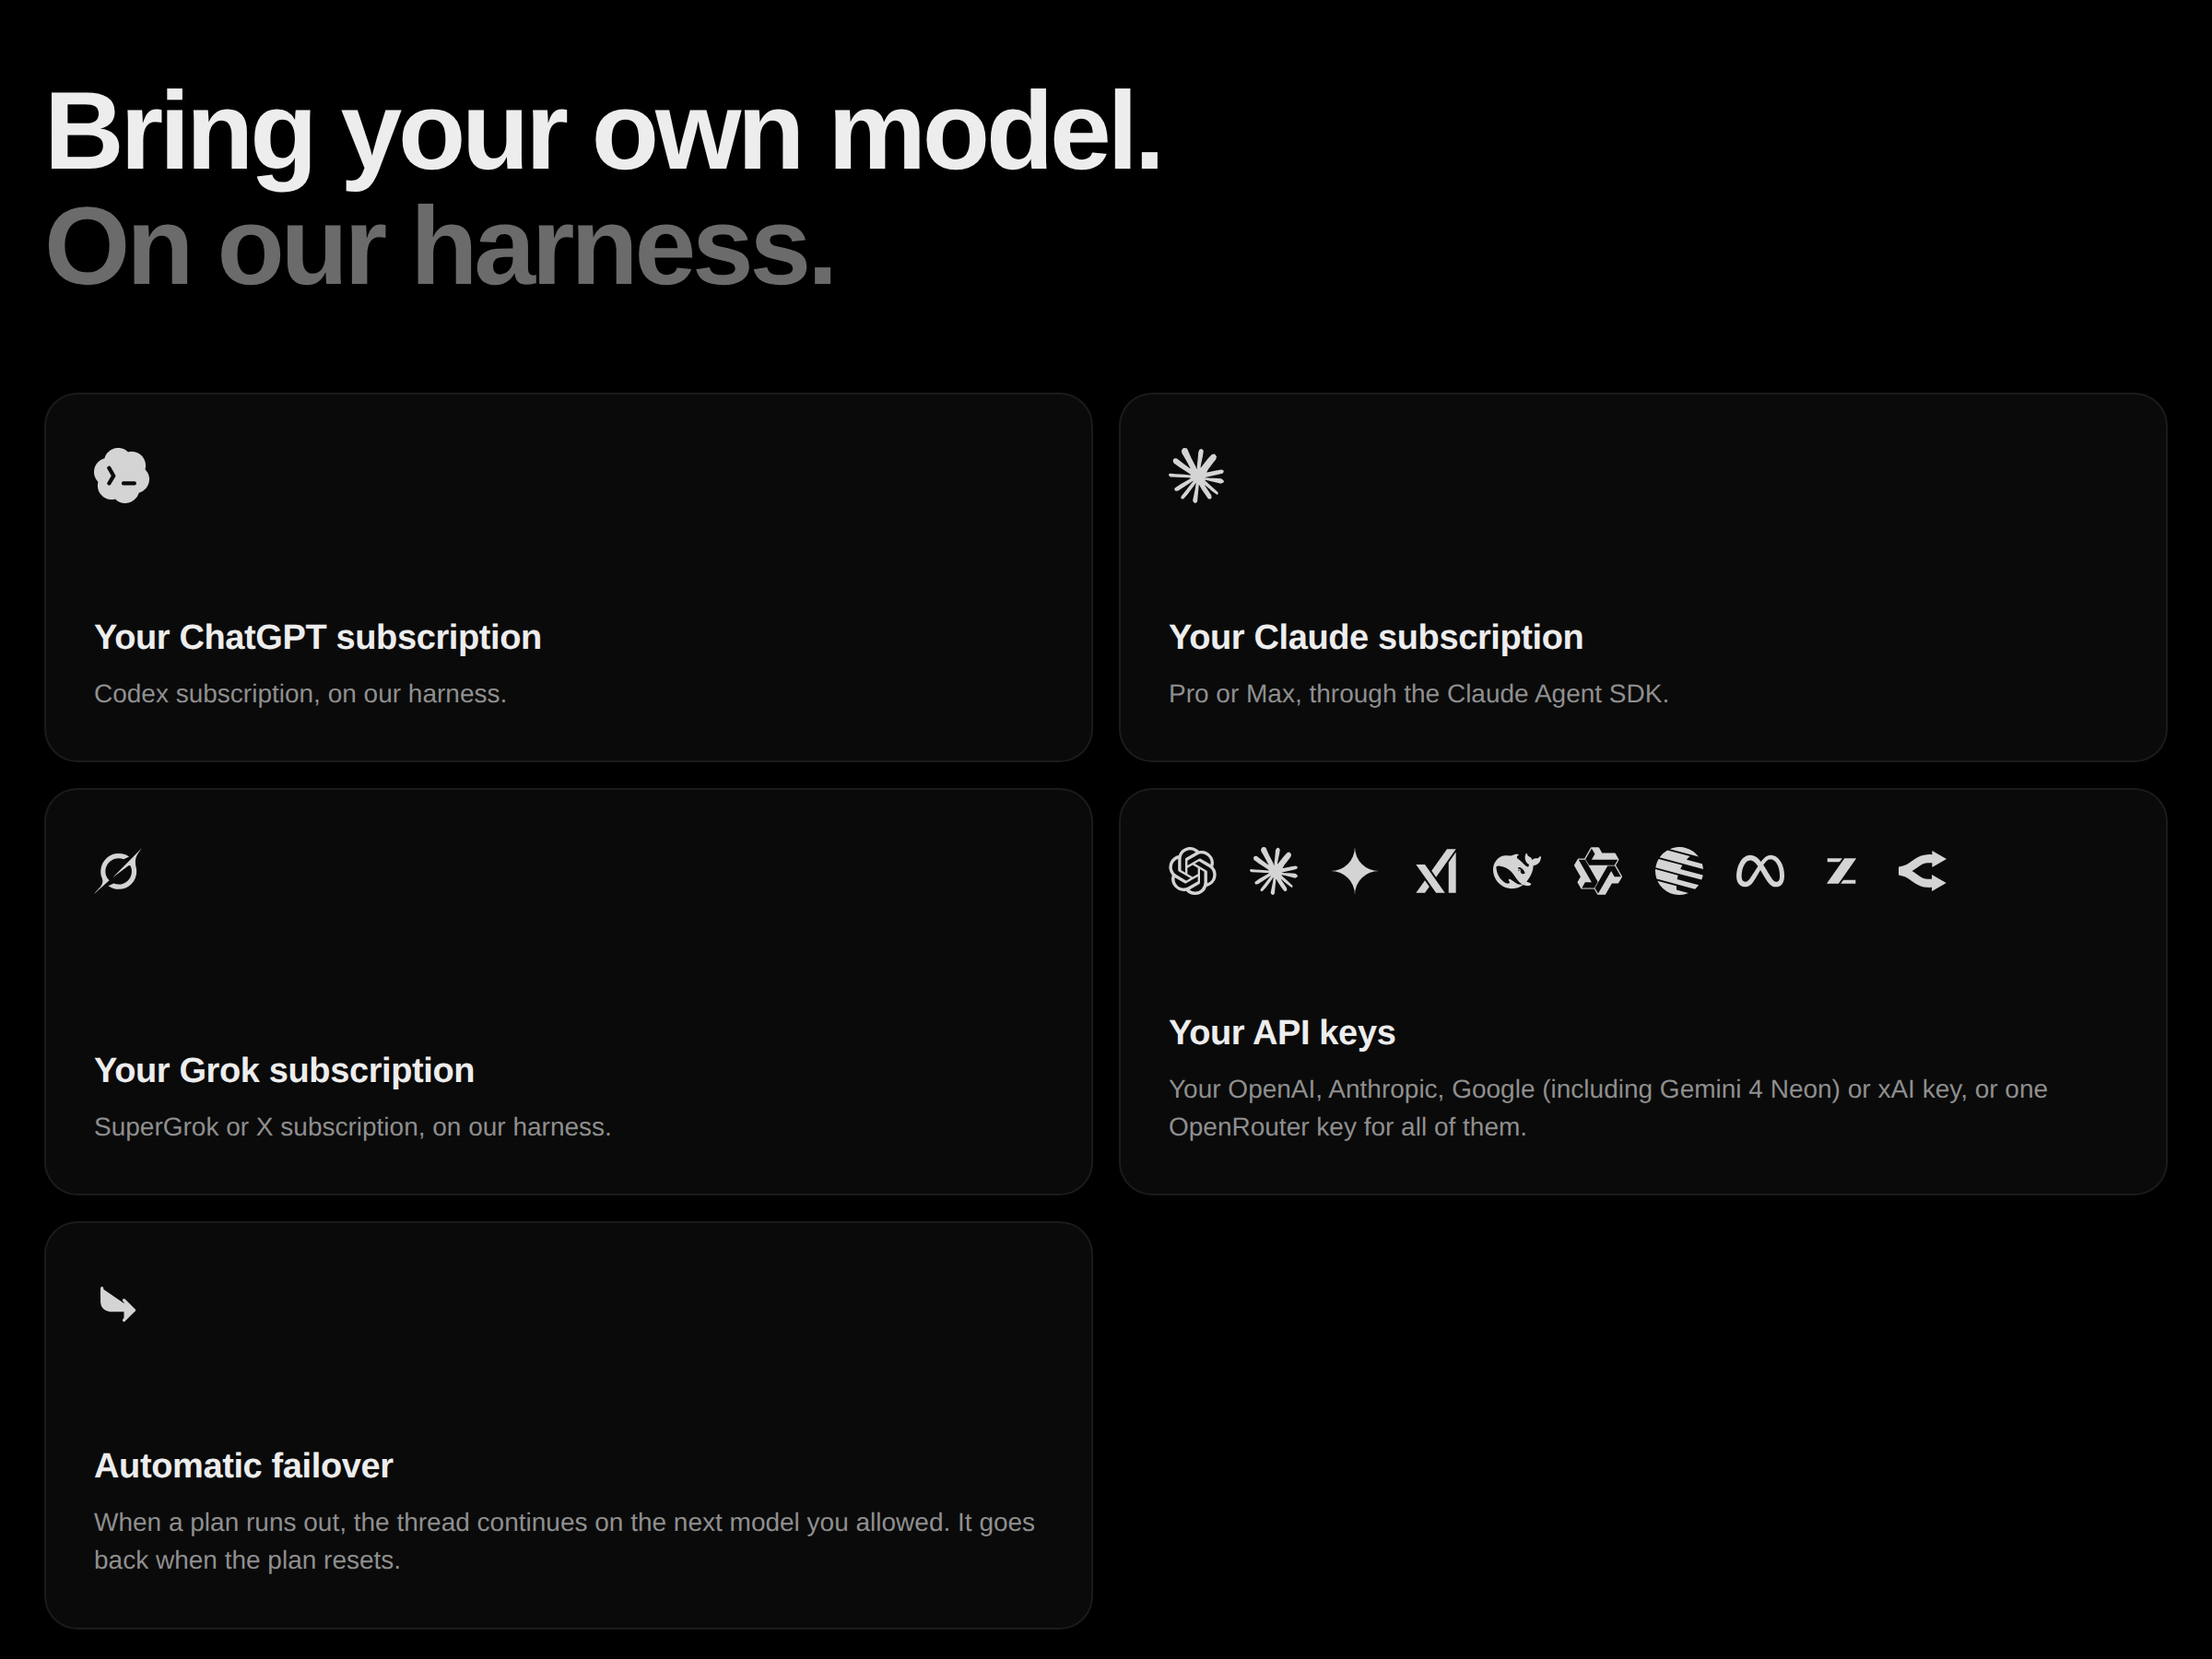 Bring your own model.
On our harness.
Your ChatGPT subscription
Codex subscription, on our harness.
Your Claude subscription
Pro or Max, through the Claude Agent SDK.
Your Grok subscription
SuperGrok or X subscription, on our harness.
Your API keys
Your OpenAI, Anthropic, Google (including Gemini 4 Neon) or xAI key, or one
OpenRouter key for all of them.
Automatic failover
When a plan runs out, the thread continues on the next model you allowed. It goes
back when the plan resets.